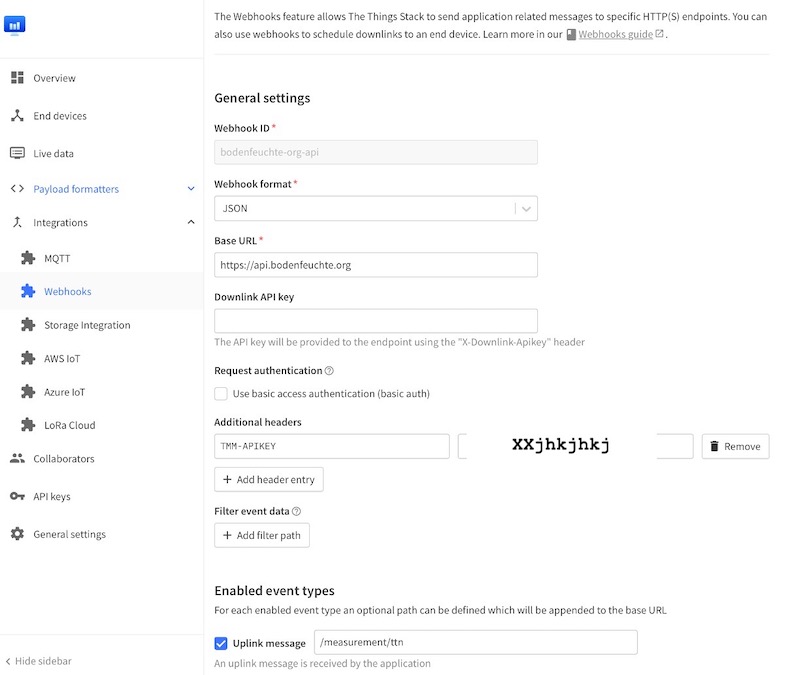 The Webhooks feature allows The Things Stack to send application related messages to specific HTTP(S) endpoints. You can
also use webhooks to schedule downlinks to an end device. Learn more in our Webhooks guide.
Overview
End devices
Live data
Payload formatters
Integrations
MQTT
Webhooks
Storage Integration
AWS IoT
Azure IoT
LoRa Cloud
Collaborators
API keys
General settings
Hide sidebar
General settings
Webhook ID *
bodenfeuchte-org-api
Webhook format *
JSON
Base URL *
https://api.bodenfeuchte.org
Downlink API key
The API key will be provided to the endpoint using the "X-Downlink-Apikey" header
Request authentication
Use basic access authentication (basic auth)
Additional headers
TMM-APIKEY XXjhkjhkj Remove
+ Add header entry
Filter event data
+ Add filter path
Enabled event types
For each enabled event type an optional path can be defined which will be appended to the base URL
Uplink message /measurement/ttn
An uplink message is received by the application